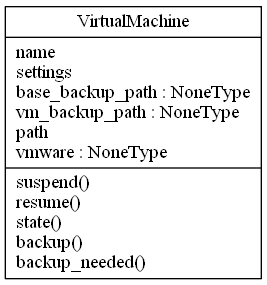 VirtualMachine
name
settings
base_backup_path : NoneType
vm_backup_path : NoneType
path
vmware : NoneType
suspend()
resume()
state()
backup()
backup_needed()